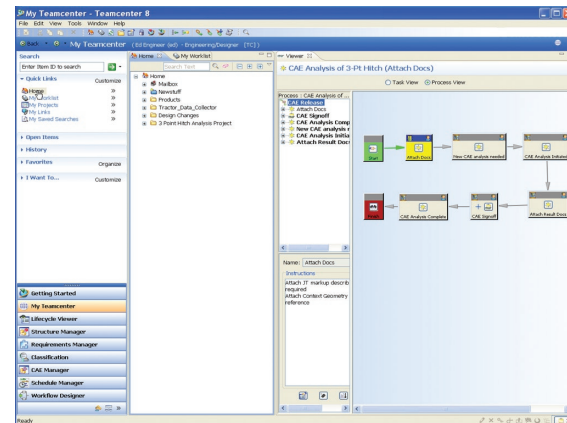 My Teamcenter - Teamcenter 8
File Edit View Tools Window Help
Back
My Teamcenter ( Ed Engineer (ed) - Engineering/Designer [TC] )
Search
Enter Item ID to search
Quick Links Customize
Home
My Worklist
My Projects
My Links
My Saved Searches
Open Items
History
Favorites Organize
I Want To... Customize
Getting Started
My Teamcenter
Lifecycle Viewer
Structure Manager
Requirements Manager
Classification
CAE Manager
Schedule Manager
Workflow Designer
Ready
Home My Worklist
Search Text
Home
Mailbox
Newstuff
Products
Tractor_Data_Collector
Design Changes
3 Point Hitch Analysis Project
Viewer
CAE Analysis of 3-Pt Hitch (Attach Docs)
Task View Process View
Process : CAE Analysis of ...
CAE Release
Attach Docs
CAE Signoff
CAE Analysis Comp
New CAE analysis n
CAE Analysis Initia
Attach Result Doc
Start
Attach Docs
New CAE analysis needed
CAE Analysis Initiated
Finish
CAE Analysis Complete
CAE Signoff
Attach Result Docs
Name: Attach Docs
Instructions
Attach JT markup describ
required
Attach Context Geometry
reference